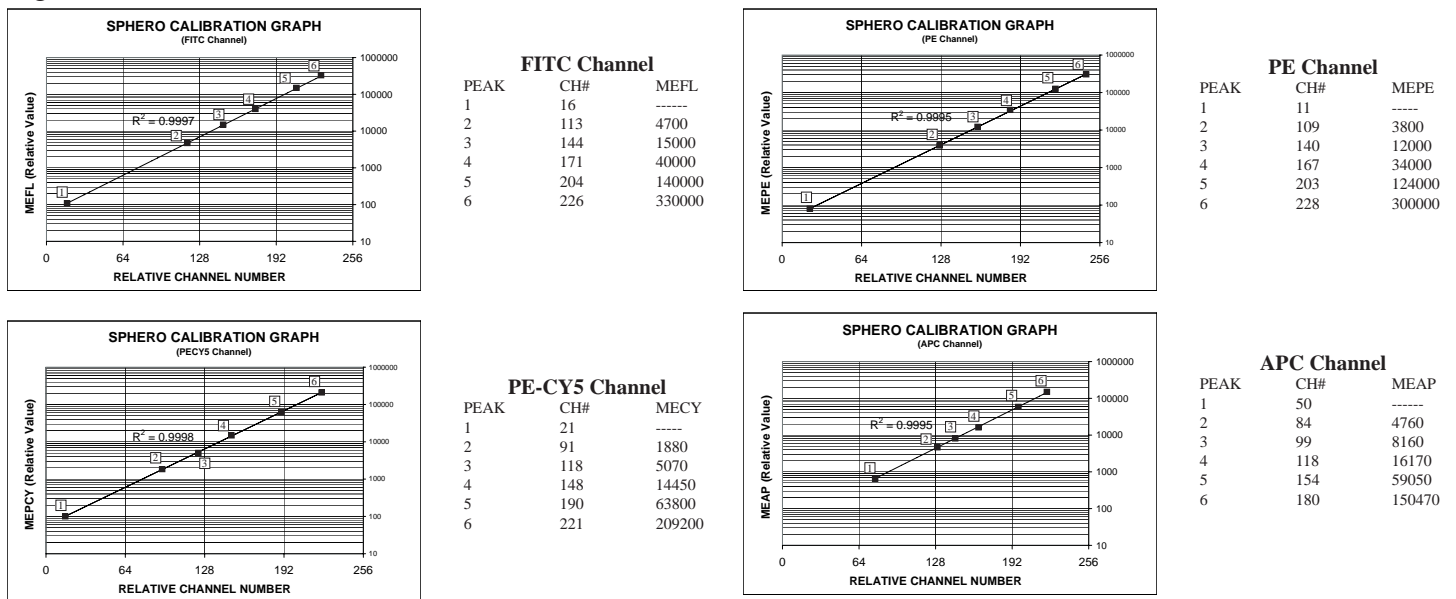 SPHERO CALIBRATION GRAPH
(FITC Channel)
MEFL (Relative Value)
R² = 0.9997
1
2
3
4
5
6
1000000
100000
10000
1000
100
10
0 64 128 192 256
RELATIVE CHANNEL NUMBER
FITC Channel
PEAK CH# MEFL
1 16 ------
2 113 4700
3 144 15000
4 171 40000
5 204 140000
6 226 330000
SPHERO CALIBRATION GRAPH
(PE Channel)
MEPE (Relative Value)
R² = 0.9995
1
2
3
4
5
6
1000000
100000
10000
1000
100
10
0 64 128 192 256
RELATIVE CHANNEL NUMBER
PE Channel
PEAK CH# MEPE
1 11 -----
2 109 3800
3 140 12000
4 167 34000
5 203 124000
6 228 300000
SPHERO CALIBRATION GRAPH
(PECY5 Channel)
MEPCY (Relative Value)
R² = 0.9998
1
2
3
4
5
6
1000000
100000
10000
1000
100
10
0 64 128 192 256
RELATIVE CHANNEL NUMBER
PE-CY5 Channel
PEAK CH# MECY
1 21 -----
2 91 1880
3 118 5070
4 148 14450
5 190 63800
6 221 209200
SPHERO CALIBRATION GRAPH
(APC Channel)
MEAP (Relative Value)
R² = 0.9995
1
2
3
4
5
6
1000000
100000
10000
1000
100
10
0 64 128 192 256
RELATIVE CHANNEL NUMBER
APC Channel
PEAK CH# MEAP
1 50 ------
2 84 4760
3 99 8160
4 118 16170
5 154 59050
6 180 150470